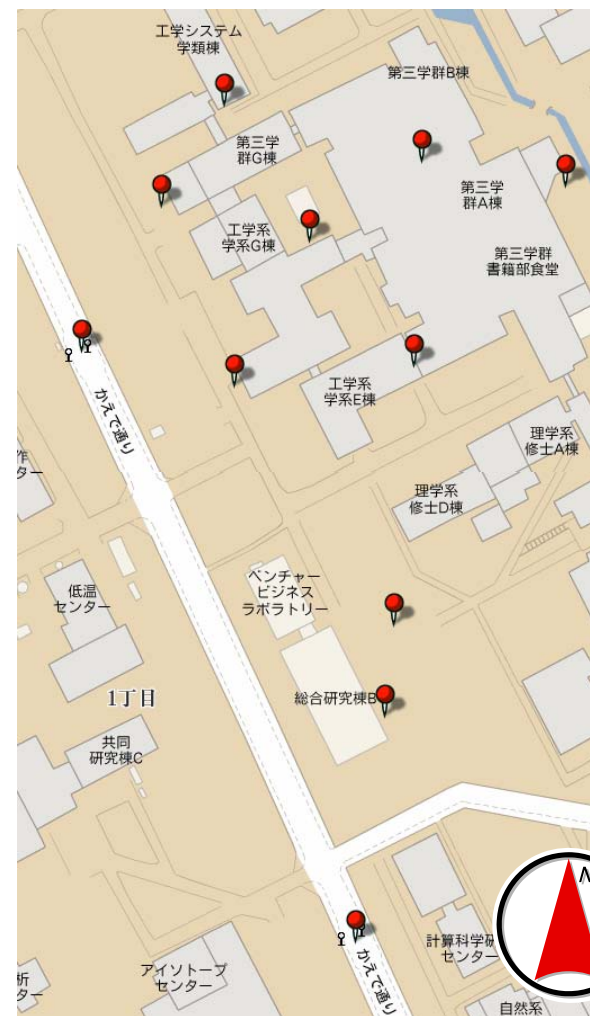 工学システム
学類棟
第三学群B棟
第三学
群G棟
第三学
群A棟
工学系
学系G棟
第三学群
書籍部食堂
かえで通り
工学系
学系E棟
理学系
修士A棟
作
ター
理学系
修士D棟
ベンチャー
ビジネス
ラボラトリー
低温
センター
1丁目
総合研究棟B
共同
研究棟C
N
計算科学研
センター
かえで通り
アイソトープ
センター
析
ター
自然系